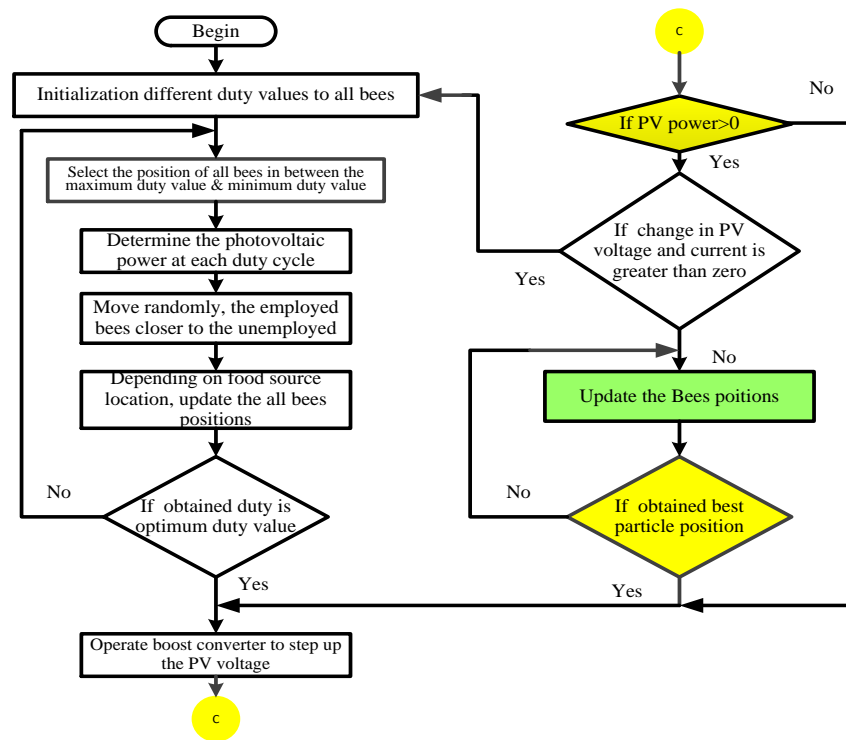 Begin
Initialization different duty values to all bees
Select the position of all bees in between the
maximum duty value & minimum duty value
Determine the photovoltaic
power at each duty cycle
Move randomly, the employed
bees closer to the unemployed
Depending on food source
location, update the all bees
positions
No
If obtained duty is
optimum duty value
Yes
Operate boost converter to step up
the PV voltage
c
c
No
If PV power>0
Yes
If change in PV
voltage and current is
greater than zero
Yes
No
Update the Bees poitions
No
If obtained best
particle position
Yes